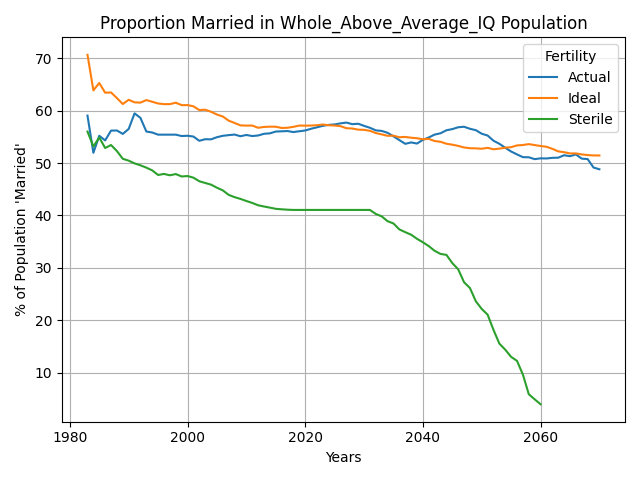 Proportion Married in Whole_Above_Average_IQ Population
% of Population 'Married'
70
60
50
40
30
20
10
Fertility
Actual
Ideal
Sterile
1980
2000
2020
2040
2060
Years